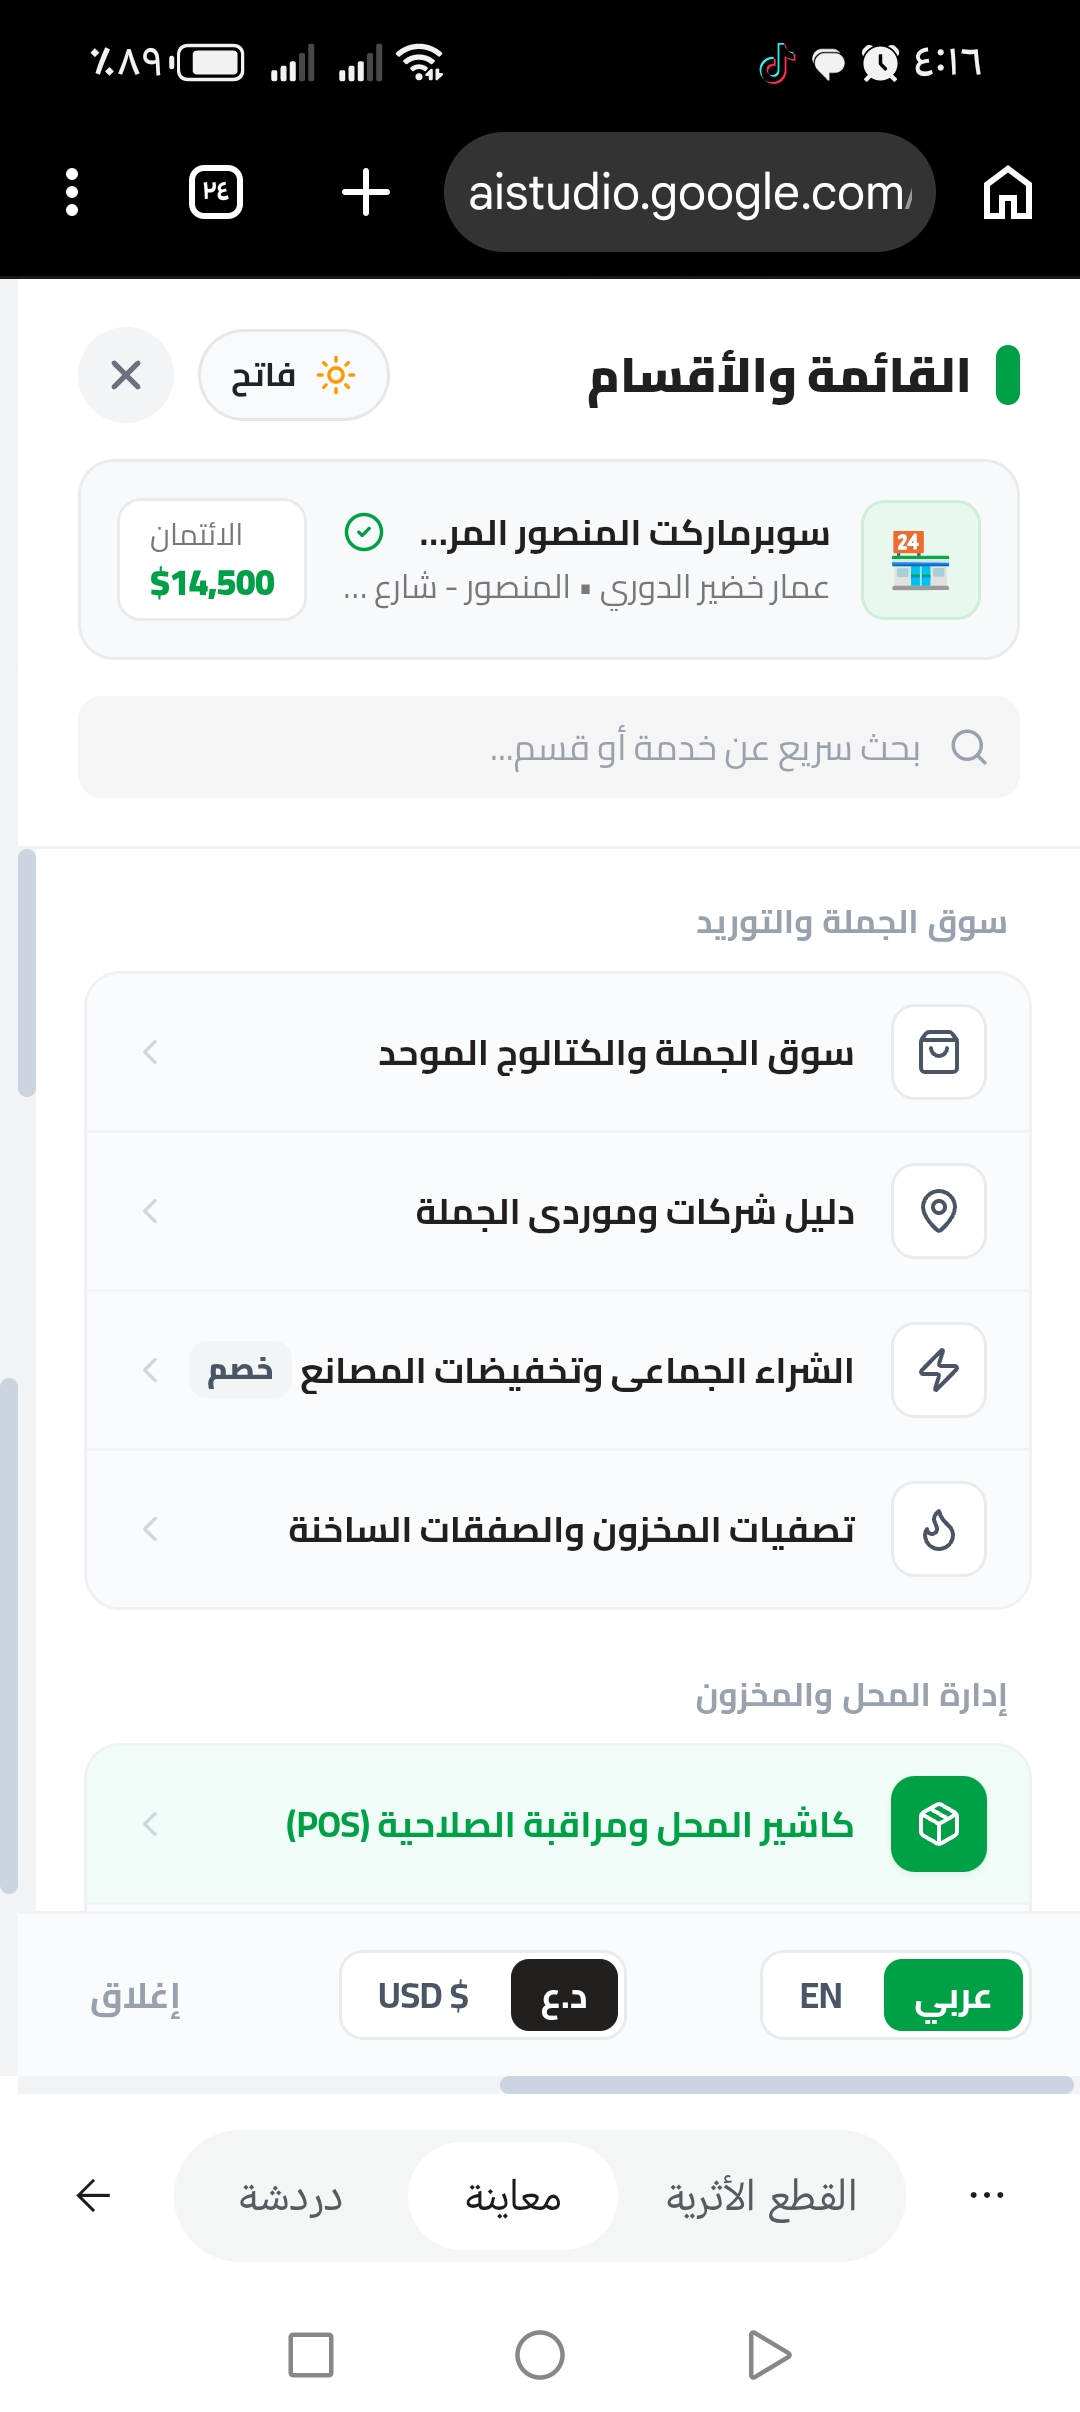 ٤:١٦
٪٨٩
aistudio.google.com/
٢٤
القائمة والأقسام
فاتح
24
سوبرماركت المنصور المر...
عمار خضير الدوري ▪ المنصور - شارع ...
الائتمان
$14,500
بحث سريع عن خدمة أو قسم...
سوق الجملة والتوريد
سوق الجملة والكتالوج الموحد
دليل شركات وموردي الجملة
الشراء الجماعي وتخفيضات المصانع خصم
تصفيات المخزون والصفقات الساخنة
إدارة المحل والمخزون
كاشير المحل ومراقبة الصلاحية (POS)
عربي EN
د.ع USD $
إغلاق
القطع الأثرية
معاينة
دردشة